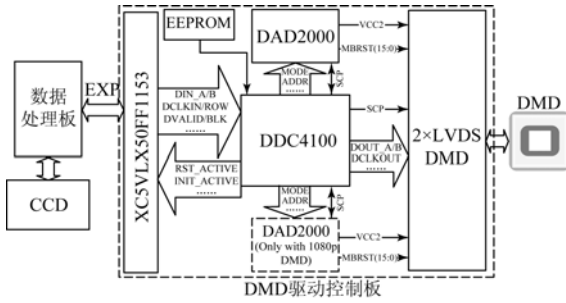 EEPROM
DAD2000
VCC2
MBRST(15:0)
MODE
ADDR
......
SCP
数据
处理板
EXP
XC5VLX50FF1153
DIN_A/B
DCLKIN/ROW
DVALID/BLK
......
DDC4100
SCP
DOUT_A/B
DCLKOUT
......
2×LVDS
DMD
DMD
RST_ACTIVE
INIT_ACTIVE
......
CCD
MODE
ADDR
......
SCP
DAD2000
(Only with 1080p
DMD)
VCC2
MBRST(15:0)
DMD驱动控制板